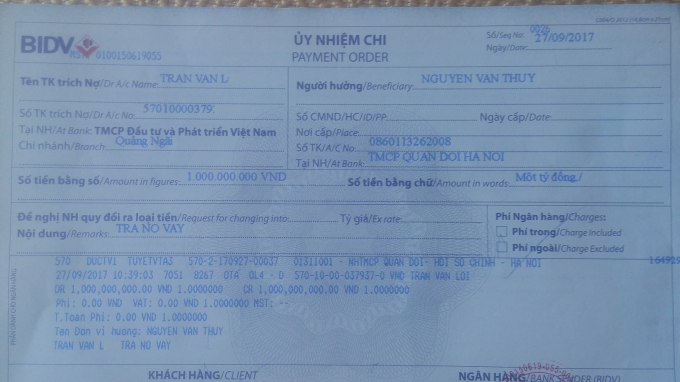 BIDV
MST: 0100150619055
ỦY NHIỆM CHI
PAYMENT ORDER
Số/Seq No: 0026
Ngày/Date: 27/09/2017
Tên TK trích Nợ/Dr A/c Name: TRAN VAN L
Số TK trích Nợ/Dr A/c No: 57010000379.
Tại NH/At Bank: TMCP Đầu tư và Phát triển Việt Nam
Chi nhánh/Branch: Quảng Ngãi
Người hưởng/Beneficiary: NGUYEN VAN THUY
Số CMND/HC/ID/PP: Ngày cấp/Date:
Nơi cấp/Place:
Số TK/A/C No: 0860113262008
Tại NH/At Bank: TMCP QUAN DOI HA NOI
Số tiền bằng số/Amount in figures: 1.000.000.000 VND
Số tiền bằng chữ/Amount in words: Một tỷ đồng./
Đề nghị NH quy đổi ra loại tiền/Request for changing into:
Tỷ giá/Ex rate:
Nội dung/Remarks: TRA NO VAY
Phí Ngân hàng/Charges:
Phí trong/Charge Included
Phí ngoài/Charge Excluded
570 DUCTV1 TUYETVTA3 570-2-170927-00037 01311001 - NHTMCP QUAN DOI- HOI SO CHINH - HA NOI 164929
27/09/2017 10:39:03 7051 8267 OTA OL4 - D 570-10-00-037937-0 VND TRAN VAN LOI
DR 1,000,000,000.00 VND 1.0000000 CR 1,000,000,000.00 VND 1.0000000
Phi: 0.00 VND VAT: 0.00 VND 1.0000000 MST: --
T.Toan Phi: 0.00 VND 1.0000000
Ten Don vi huong: NGUYEN VAN THUY
TRAN VAN L TRA NO VAY
KHÁCH HÀNG/CLIENT
NGÂN HÀNG/BANK SENDER (BIDV)